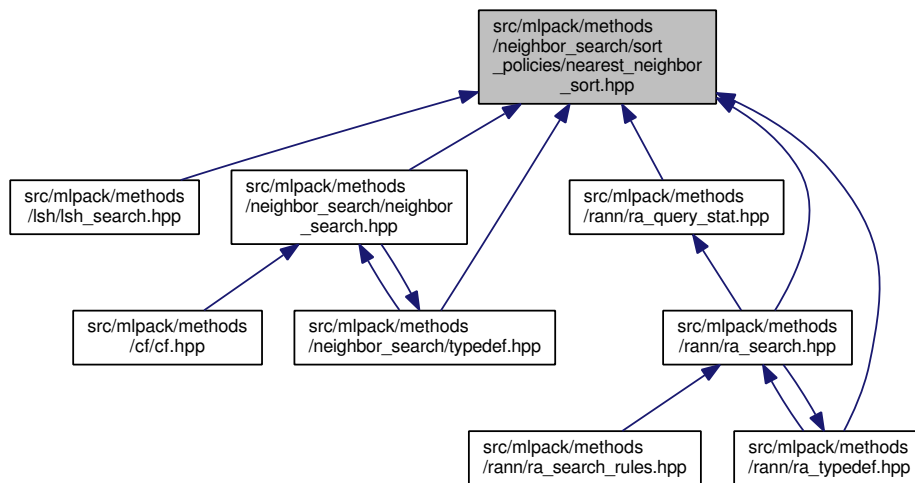 src/mlpack/methods
/neighbor_search/sort
_policies/nearest_neighbor
_sort.hpp
src/mlpack/methods
/lsh/lsh_search.hpp
src/mlpack/methods
/neighbor_search/neighbor
_search.hpp
src/mlpack/methods
/rann/ra_query_stat.hpp
src/mlpack/methods
/cf/cf.hpp
src/mlpack/methods
/neighbor_search/typedef.hpp
src/mlpack/methods
/rann/ra_search.hpp
src/mlpack/methods
/rann/ra_search_rules.hpp
src/mlpack/methods
/rann/ra_typedef.hpp